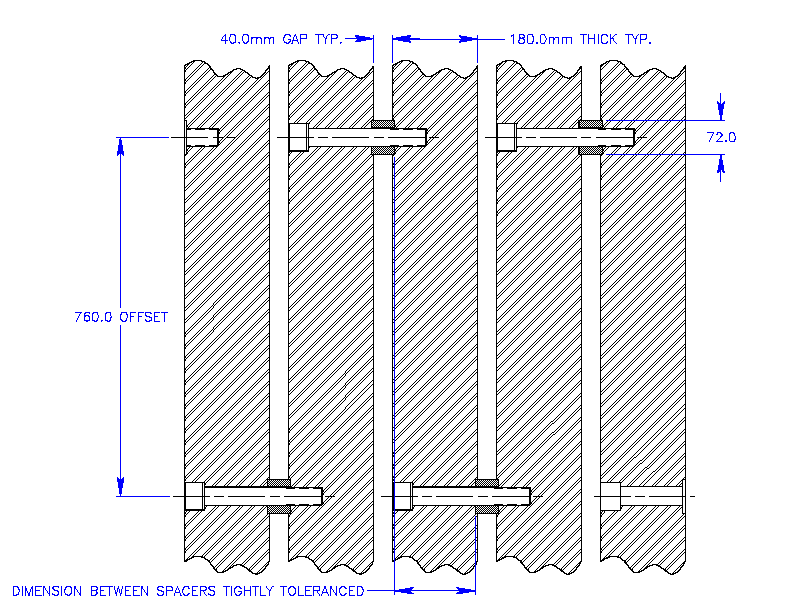 40.0mm GAP TYP.
180.0mm THICK TYP.
72.0
760.0 OFFSET
DIMENSION BETWEEN SPACERS TIGHTLY TOLERANCED